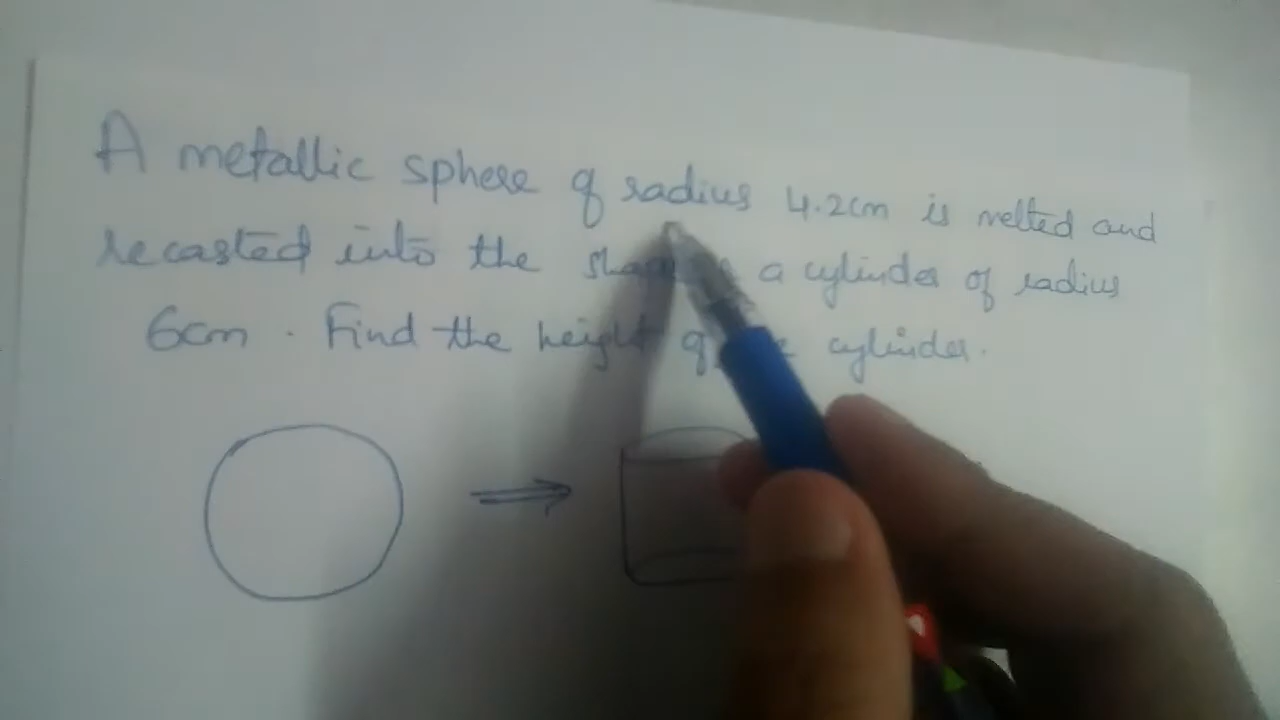 A metallic sphere of radius 4.2cm is melted and
recasted into the a cylinder of radius
6cm. Find the height cylinder.